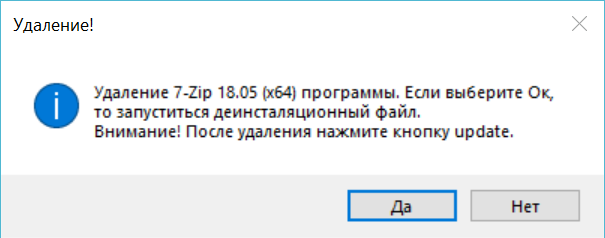 Удаление!
Удаление 7-Zip 18.05 (x64) программы. Если выберите Ок,
то запуститься деинсталяционный файл.
Внимание! После удаления нажмите кнопку update.
Да
Нет